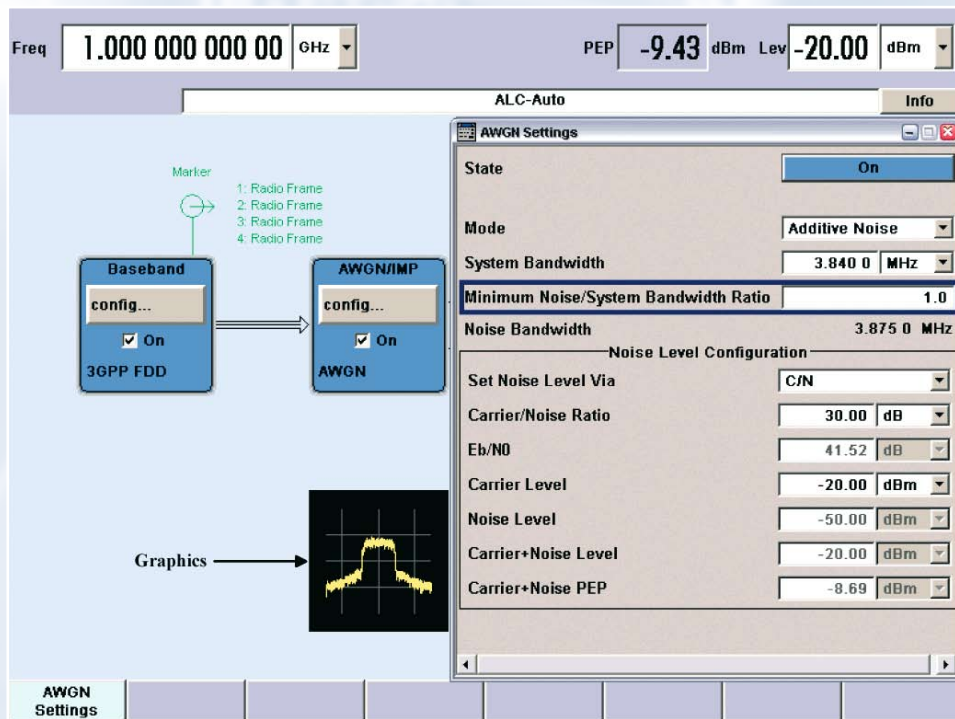 Freq 1.000 000 000 00 GHz PEP -9.43 dBm Lev -20.00 dBm
ALC-Auto Info
AWGN Settings
State On
Marker
1: Radio Frame
2: Radio Frame
3: Radio Frame
4: Radio Frame
Mode Additive Noise
System Bandwidth 3.840 0 MHz
Minimum Noise/System Bandwidth Ratio 1.0
Noise Bandwidth 3.875 0 MHz
Baseband
config...
On
3GPP FDD
AWGN/IMP
config...
On
AWGN
Noise Level Configuration
Set Noise Level Via C/N
Carrier/Noise Ratio 30.00 dB
Eb/N0 41.52 dB
Carrier Level -20.00 dBm
Noise Level -50.00 dBm
Carrier+Noise Level -20.00 dBm
Carrier+Noise PEP -8.69 dBm
Graphics
AWGN
Settings